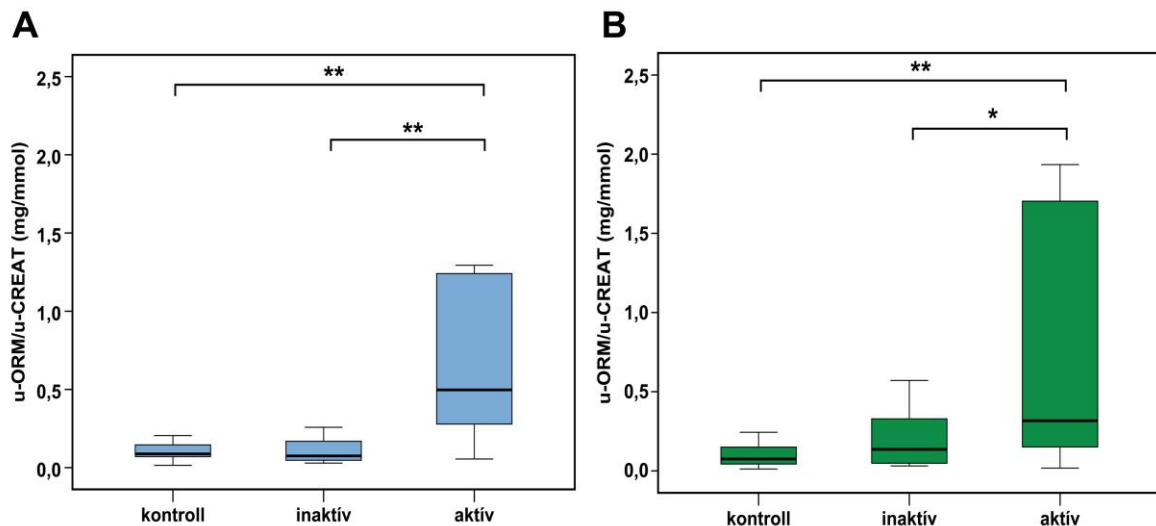 A
u-ORM/u-CREAT (mg/mmol)
2,5
2,0
1,5
1,0
0,5
0,0
**
**
kontroll inaktív aktív
B
u-ORM/u-CREAT (mg/mmol)
2,5
2,0
1,5
1,0
0,5
0,0
**
*
kontroll inaktív aktív